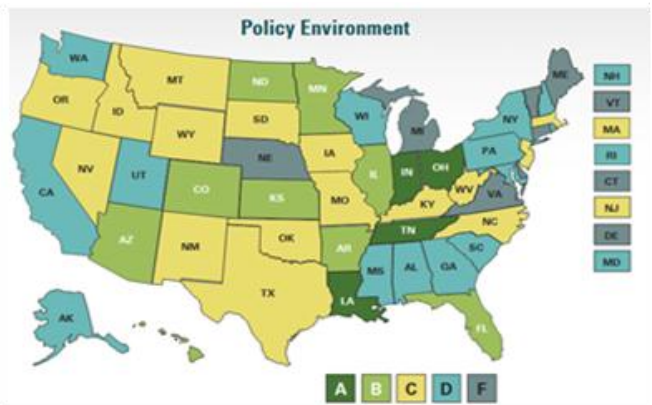 Policy Environment
WA
MT
ND
MN
ME
NH
VT
OR
ID
SD
WI
MI
NY
MA
WY
IA
PA
RI
NE
CT
NV
UT
IL
IN
OH
NJ
CA
CO
KS
MO
WV
VA
DE
KY
NC
MD
AZ
NM
OK
AR
TN
SC
MS
AL
GA
TX
LA
AK
FL
A
B
C
D
F